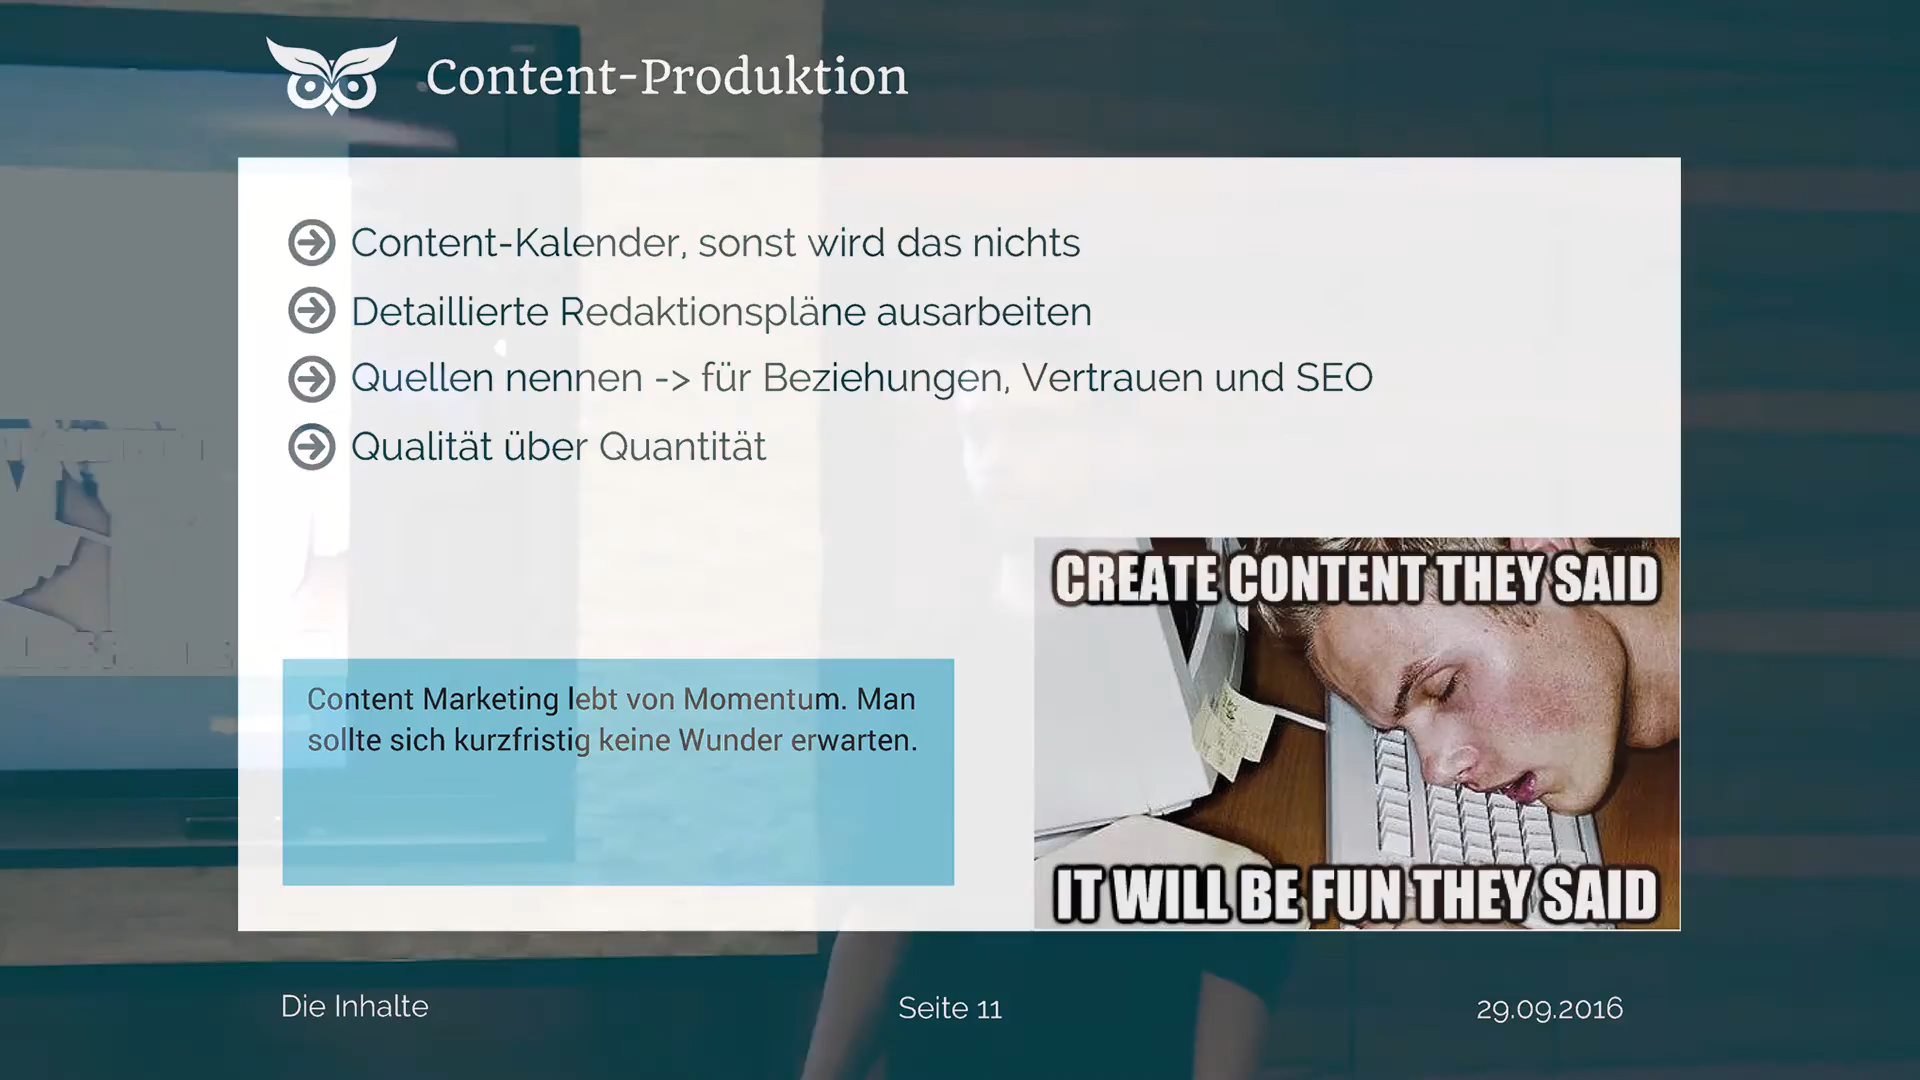 Content-Produktion
Content-Kalender, sonst wird das nichts
Detaillierte Redaktionspläne ausarbeiten
Quellen nennen -> für Beziehungen, Vertrauen und SEO
Qualität über Quantität
Content Marketing lebt von Momentum. Man
sollte sich kurzfristig keine Wunder erwarten.
CREATE CONTENT THEY SAID
IT WILL BE FUN THEY SAID
Die Inhalte
Seite 11
29.09.2016